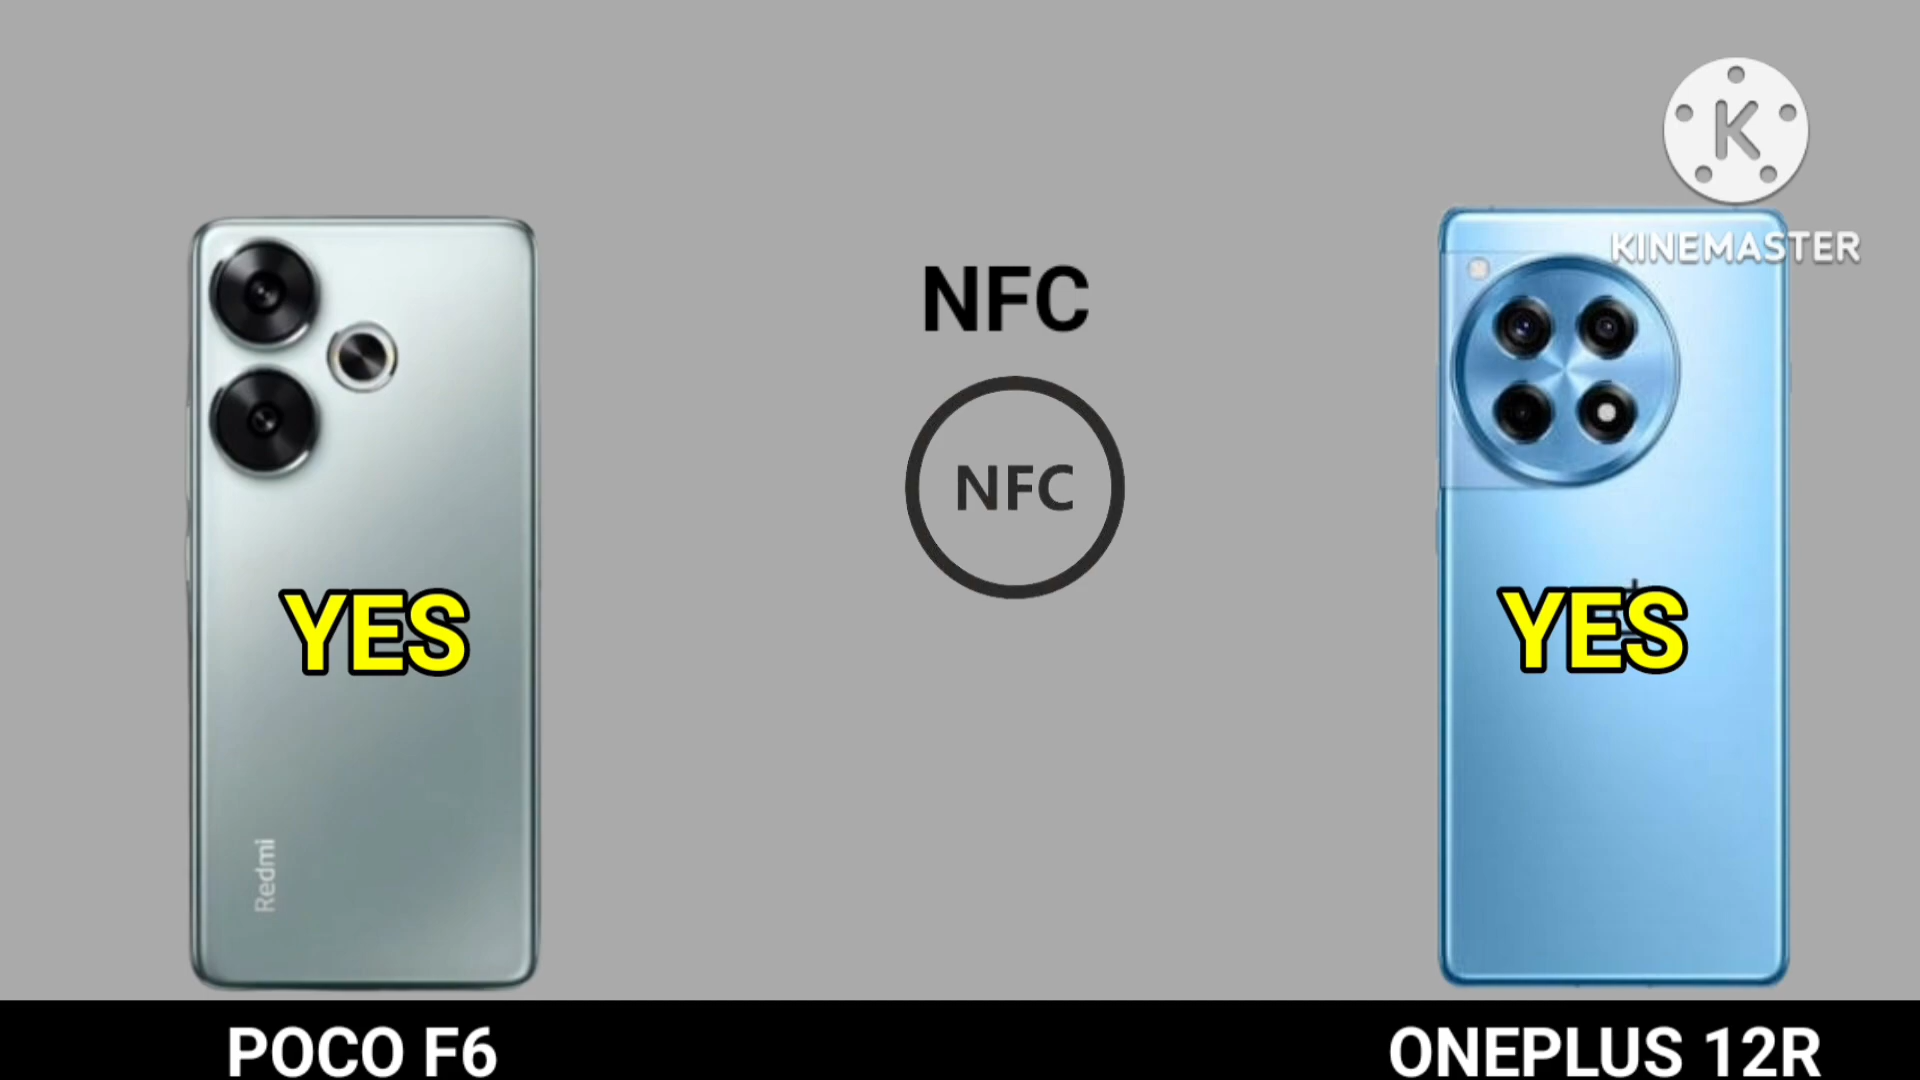 KINEMASTER
NFC
NFC
YES
YES
Redmi
POCO F6
ONEPLUS 12R